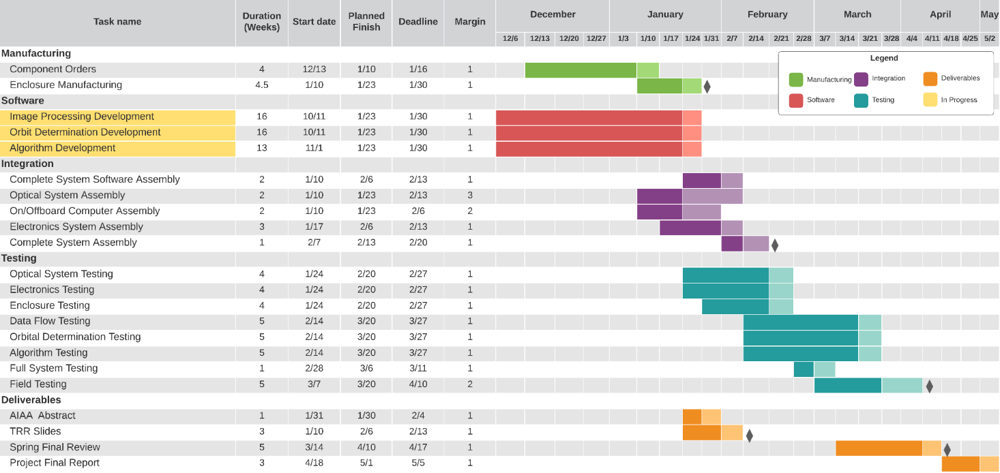 Task name Duration (Weeks) Start date Planned Finish Deadline Margin December January February March April May
12/6 12/13 12/20 12/27 1/3 1/10 1/17 1/24 1/31 2/7 2/14 2/21 2/28 3/7 3/14 3/21 3/28 4/4 4/11 4/18 4/25 5/2
Manufacturing
Legend
Manufacturing Integration Deliverables
Software Testing In Progress
Component Orders 4 12/13 1/10 1/16 1
Enclosure Manufacturing 4.5 1/10 1/23 1/30 1
Software
Image Processing Development 16 10/11 1/23 1/30 1
Orbit Determination Development 16 10/11 1/23 1/30 1
Algorithm Development 13 11/1 1/23 1/30 1
Integration
Complete System Software Assembly 2 1/10 2/6 2/13 1
Optical System Assembly 2 1/10 1/23 2/13 3
On/Offboard Computer Assembly 2 1/10 1/23 2/6 2
Electronics System Assembly 3 1/17 2/6 2/13 1
Complete System Assembly 1 2/7 2/13 2/20 1
Testing
Optical System Testing 4 1/24 2/20 2/27 1
Electronics Testing 4 1/24 2/20 2/27 1
Enclosure Testing 4 1/24 2/20 2/27 1
Data Flow Testing 5 2/14 3/20 3/27 1
Orbital Determination Testing 5 2/14 3/20 3/27 1
Algorithm Testing 5 2/14 3/20 3/27 1
Full System Testing 1 2/28 3/6 3/11 1
Field Testing 5 3/7 3/20 4/10 2
Deliverables
AIAA Abstract 1 1/31 1/30 2/4 1
TRR Slides 3 1/10 2/6 2/13 1
Spring Final Review 5 3/14 4/10 4/17 1
Project Final Report 3 4/18 5/1 5/5 1